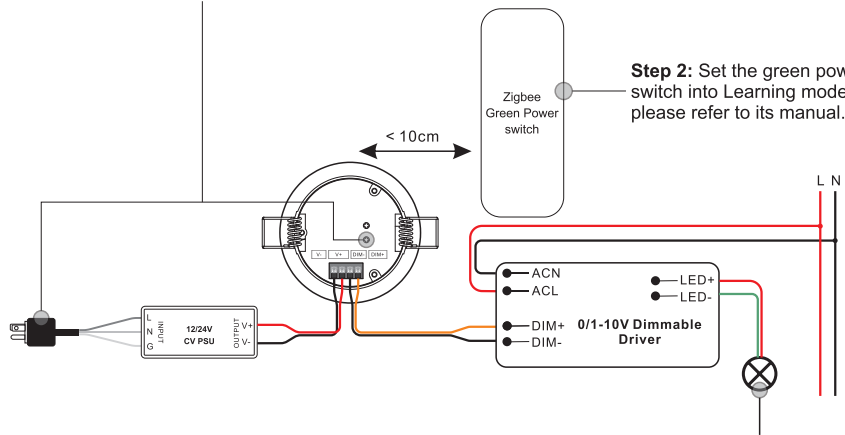 Step 2: Set the green pow
switch into Learning mode
please refer to its manual.
Zigbee
Green Power
switch
< 10cm
L N
V- V+ DIM- DIM+
ACN
ACL
LED+
LED-
DIM+
DIM-
0/1-10V Dimmable
Driver
L
N
G
INPUT
12/24V
CV PSU
OUTPUT
V+
V-